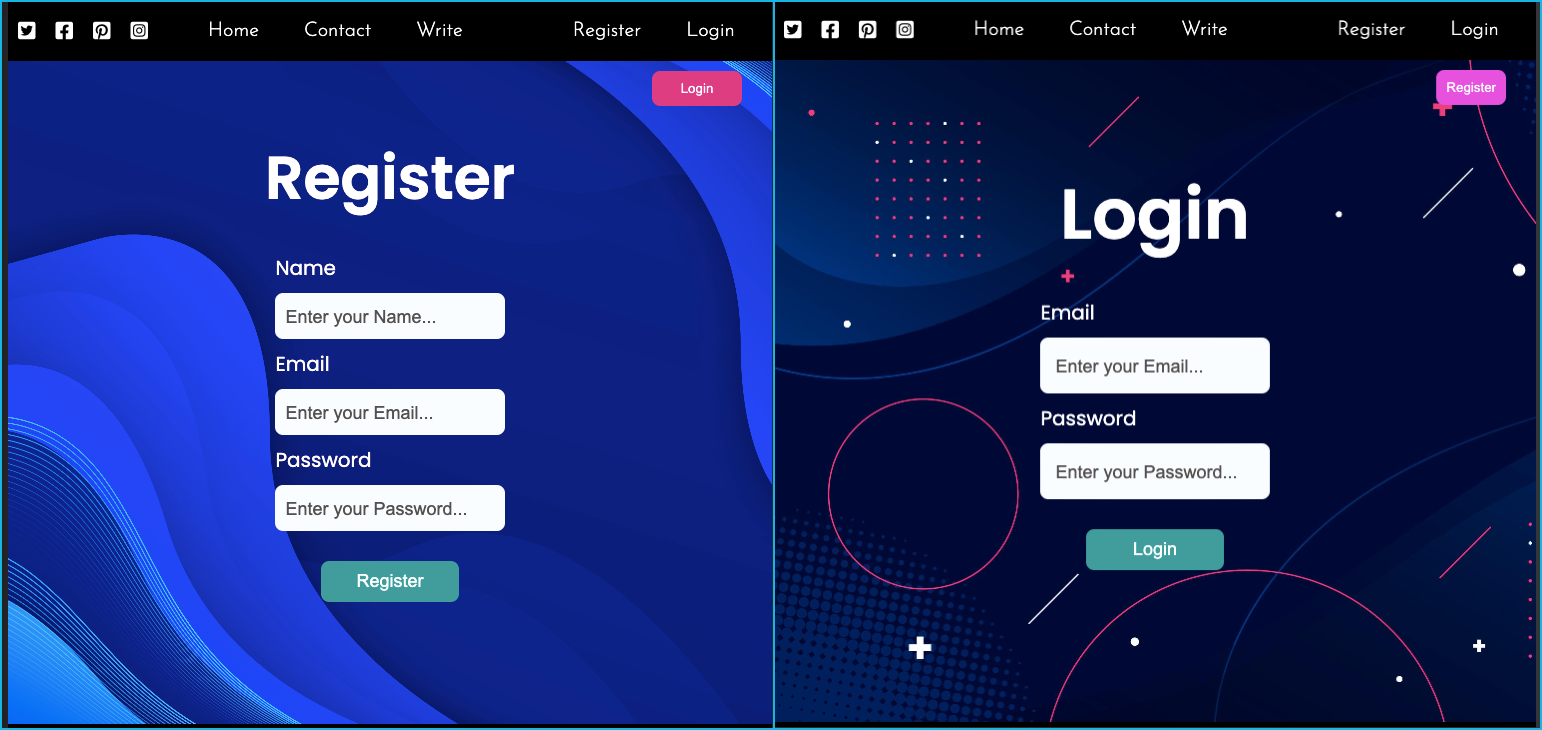 Home Contact Write Register Login
Login
Register
Name
Enter your Name...
Email
Enter your Email...
Password
Enter your Password...
Register
Home Contact Write Register Login
Register
Login
Email
Enter your Email...
Password
Enter your Password...
Login